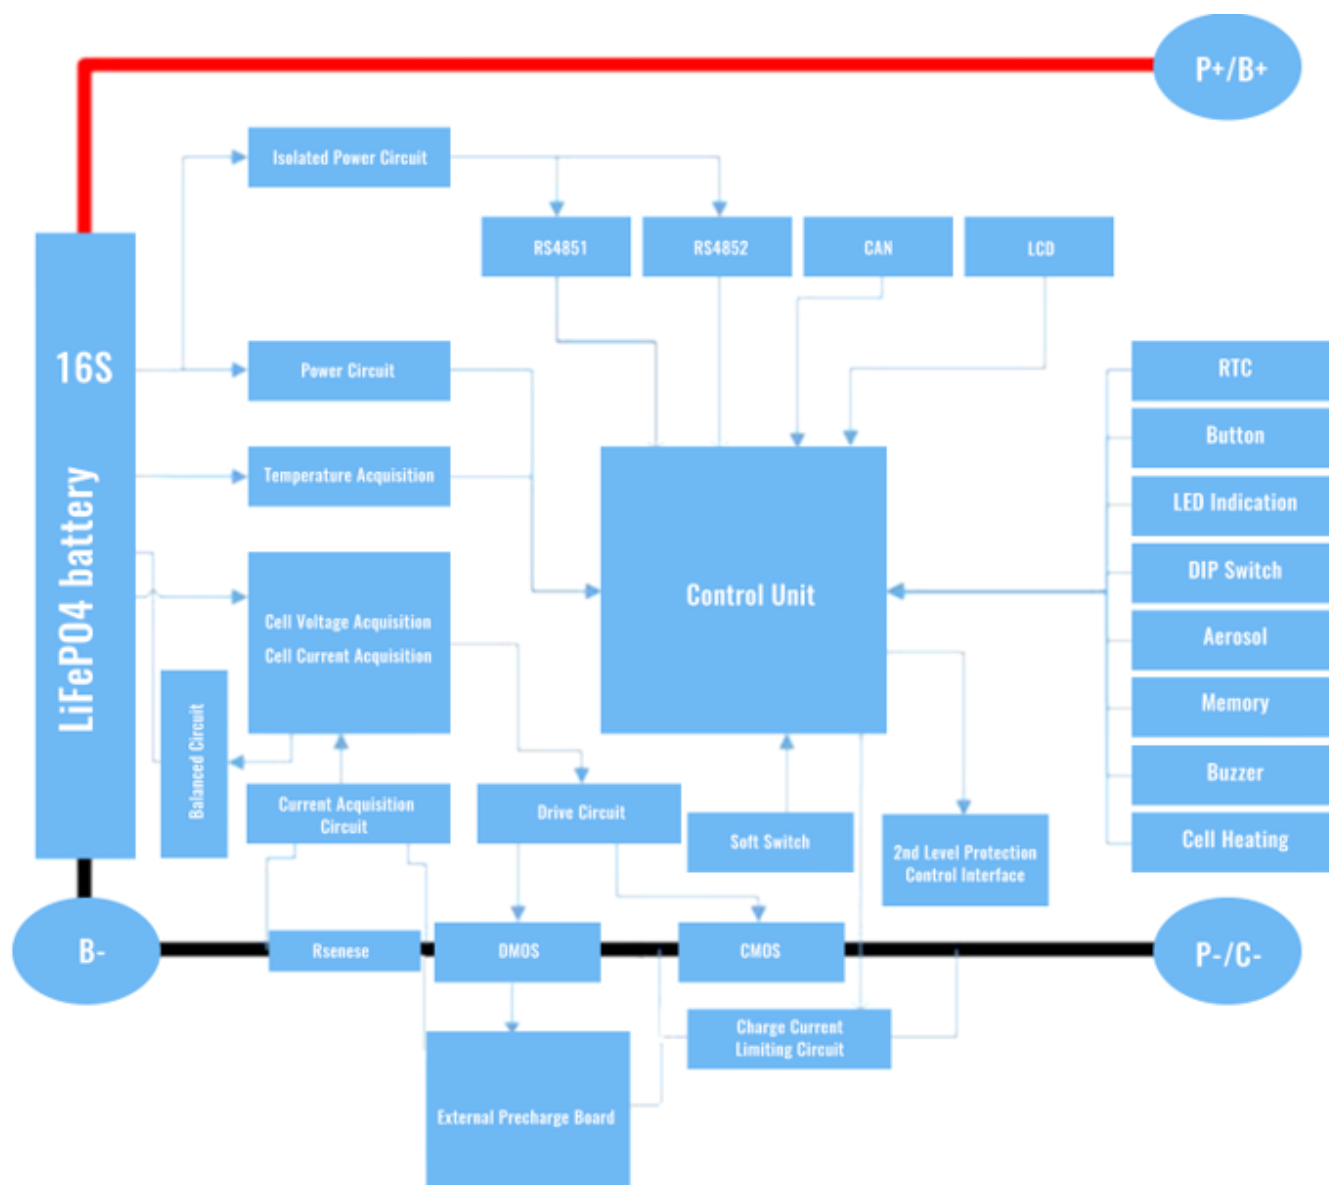 P+/B+
Isolated Power Circuit
RS4851
RS4852
CAN
LCD
16S
LiFePO4 battery
Power Circuit
RTC
Button
Temperature Acquisition
LED Indication
DIP Switch
Control Unit
Cell Voltage Acquisition
Cell Current Acquisition
Aerosol
Memory
Balanced Circuit
Buzzer
Current Acquisition
Circuit
Drive Circuit
Soft Switch
2nd Level Protection
Control Interface
Cell Heating
B-
Rsenese
DMOS
CMOS
P-/C-
Charge Current
Limiting Circuit
External Precharge Board